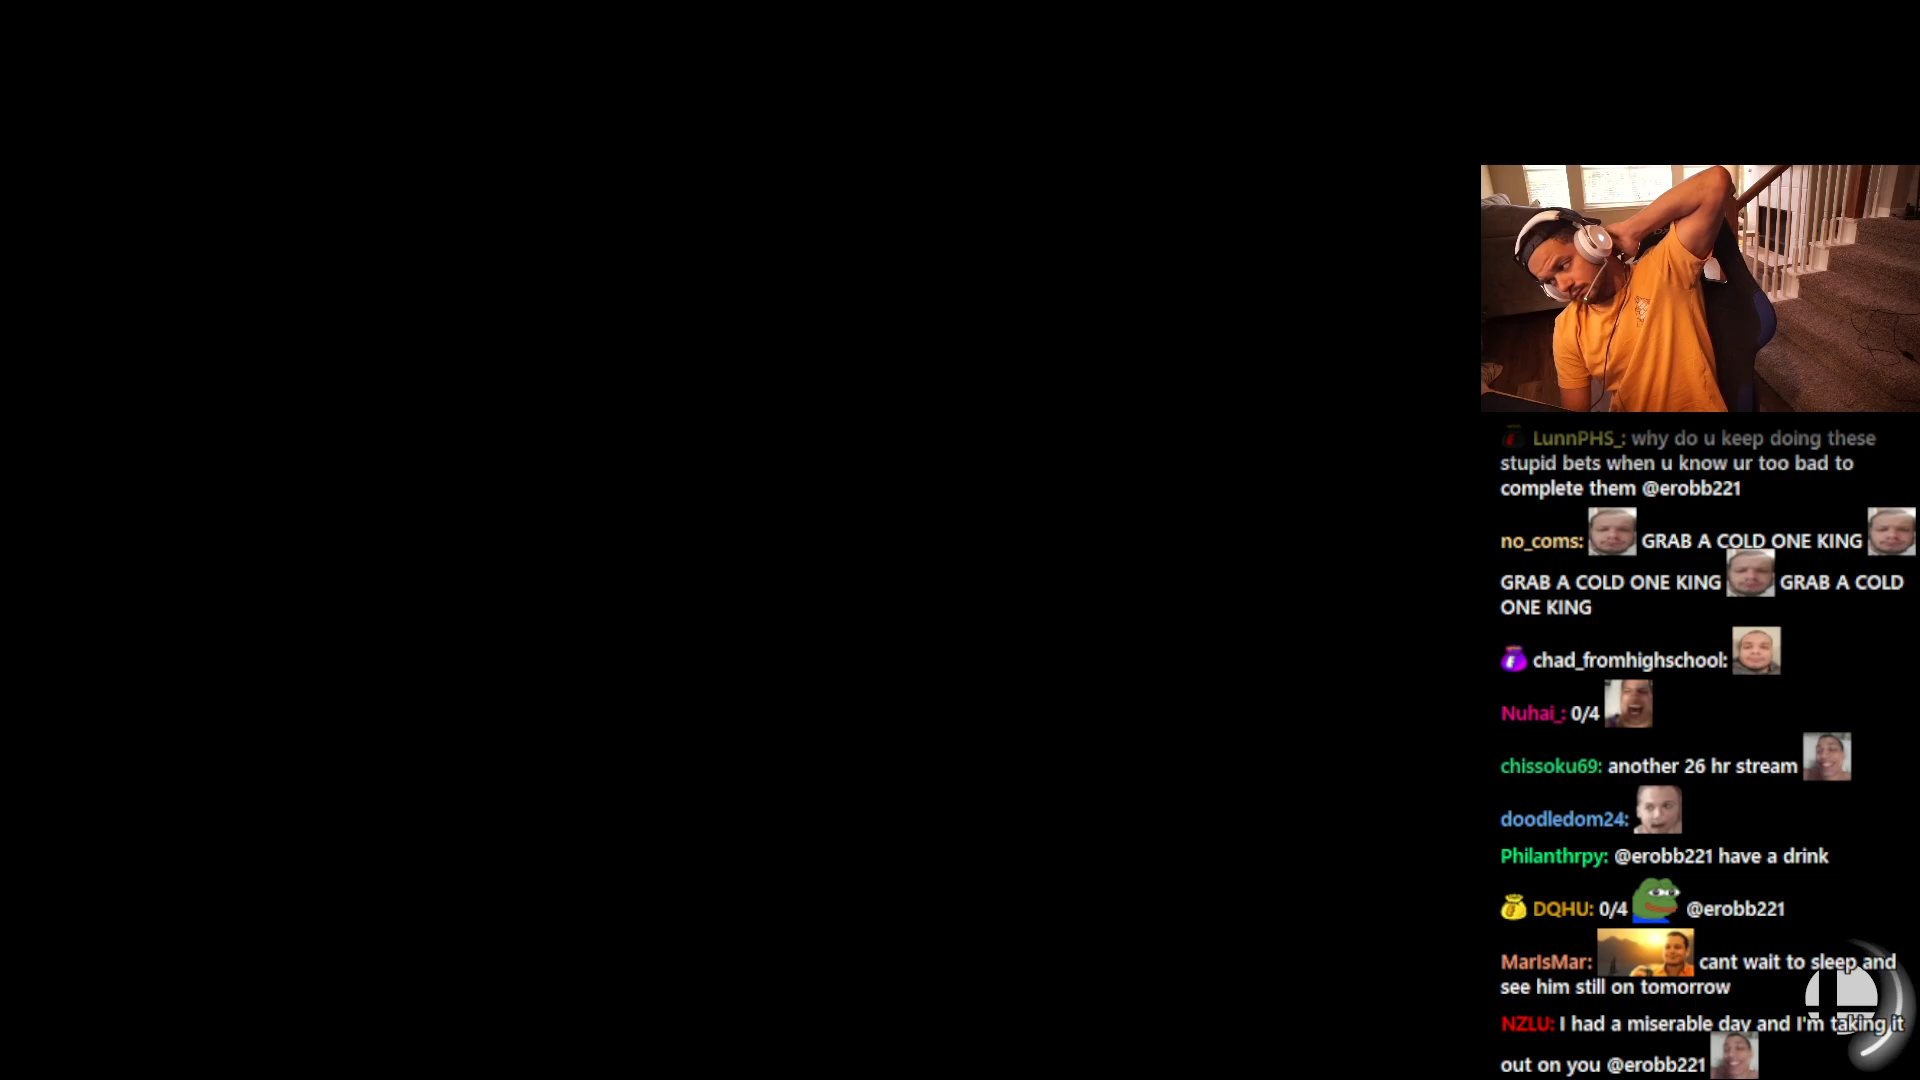 LunnPHS_: why do u keep doing these
stupid bets when u know ur too bad to
complete them @erobb221
no_coms: GRAB A COLD ONE KING
GRAB A COLD ONE KING GRAB A COLD
ONE KING
chad_fromhighschool:
Nuhai_: 0/4
chissoku69: another 26 hr stream
doodledom24:
Philanthrpy: @erobb221 have a drink
DQHU: 0/4 @erobb221
MarIsMar: cant wait to sleep and
see him still on tomorrow
NZLU: I had a miserable day and I'm taking it
out on you @erobb221